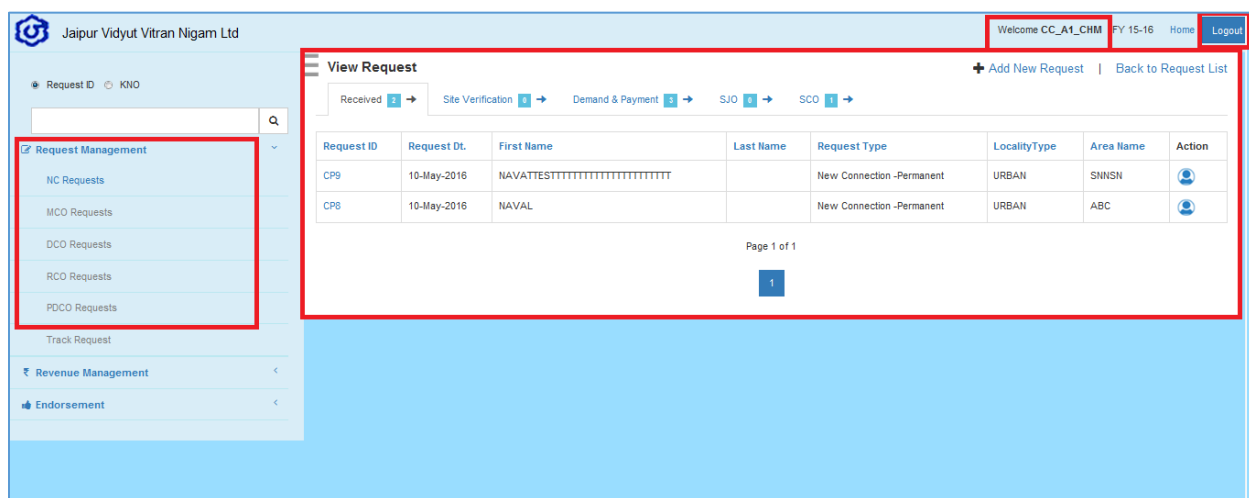 Jaipur Vidyut Vitran Nigam Ltd
Welcome CC_A1_CHM FY 15-16 Home Logout
Request ID KNO
Request Management
NC Requests
MCO Requests
DCO Requests
RCO Requests
PDCO Requests
Track Request
₹ Revenue Management
Endorsement
View Request
Add New Request | Back to Request List
Received 2 Site Verification 0 Demand & Payment 3 SJO 0 SCO 1
Request ID Request Dt. First Name Last Name Request Type LocalityType Area Name Action
CP9 10-May-2016 NAVATTESTTTTTTTTTTTTTTTTTTTTTT New Connection -Permanent URBAN SNNSN
CP8 10-May-2016 NAVAL New Connection -Permanent URBAN ABC
Page 1 of 1
1